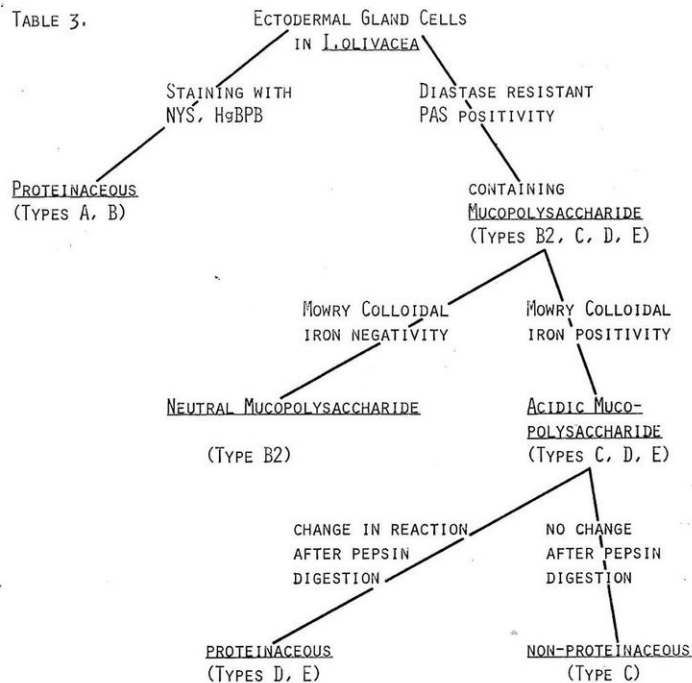 TABLE 3.
ECTODERMAL GLAND CELLS
IN I.OLIVACEA
STAINING WITH
NYS, HgBPB
DIASTASE RESISTANT
PAS POSITIVITY
PROTEINACEOUS
(TYPES A, B)
CONTAINING
MUCOPOLYSACCHARIDE
(TYPES B2, C, D, E)
MOWRY COLLOIDAL
IRON NEGATIVITY
MOWRY COLLOIDAL
IRON POSITIVITY
NEUTRAL MUCOPOLYSACCHARIDE
(TYPE B2)
ACIDIC MUCO-
POLYSACCHARIDE
(TYPES C, D, E)
CHANGE IN REACTION
AFTER PEPSIN
DIGESTION
NO CHANGE
AFTER PEPSIN
DIGESTION
PROTEINACEOUS
(TYPES D, E)
NON-PROTEINACEOUS
(TYPE C)